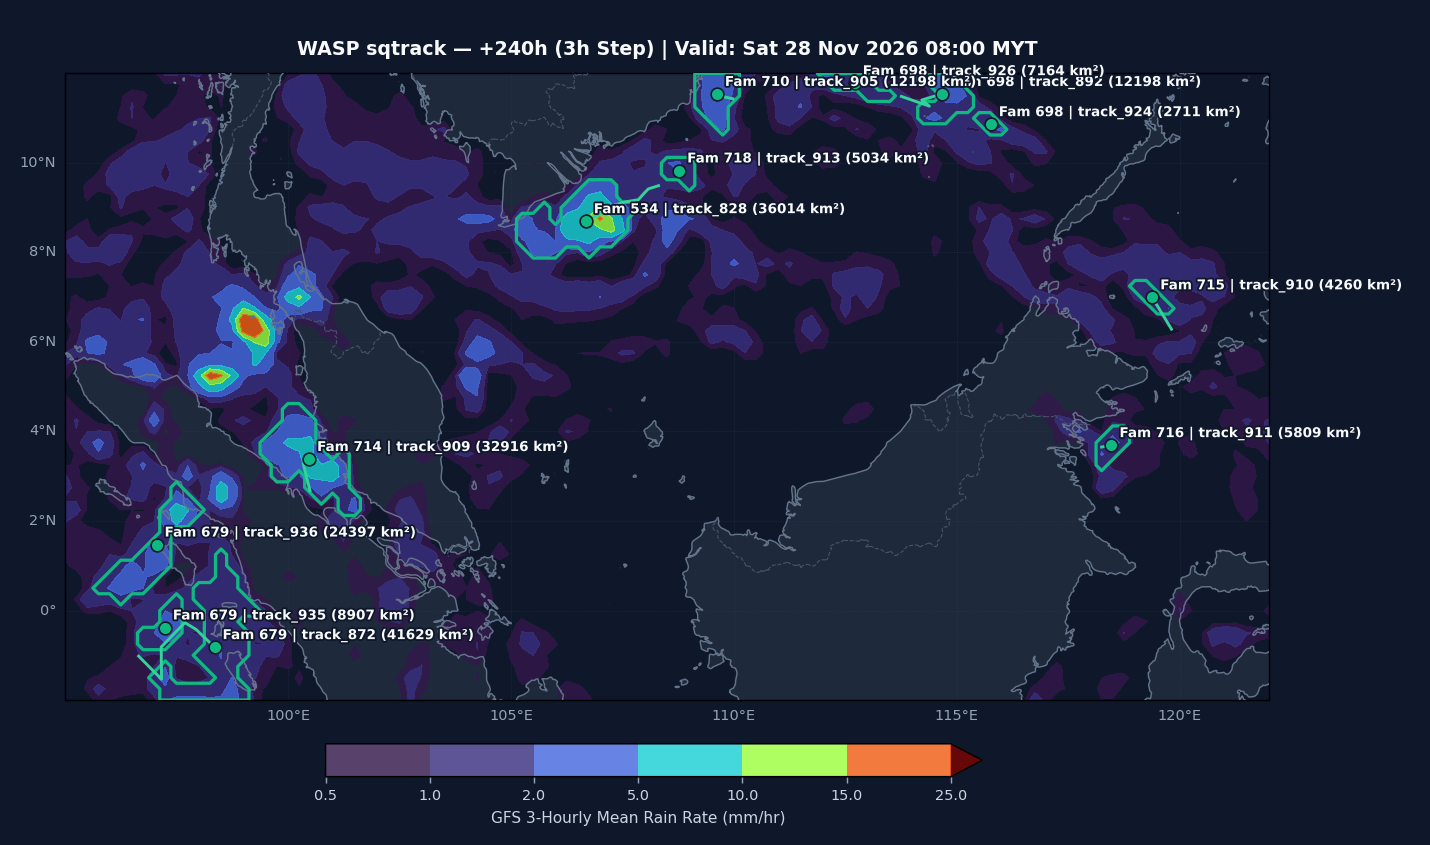 WASP sqtrack — +240h (3h Step) | Valid: Sat 28 Nov 2026 08:00 MYT
Fam 698 | track_926 (7164 km²)
Fam 710 | track_905 (12198 km²)
698 | track_892 (12198 km²)
Fam 698 | track_924 (2711 km²)
Fam 718 | track_913 (5034 km²)
Fam 534 | track_828 (36014 km²)
Fam 715 | track_910 (4260 km²)
Fam 716 | track_911 (5809 km²)
Fam 714 | track_909 (32916 km²)
Fam 679 | track_936 (24397 km²)
Fam 679 | track_935 (8907 km²)
Fam 679 | track_872 (41629 km²)
10°N
8°N
6°N
4°N
2°N
0°
100°E 105°E 110°E 115°E 120°E
0.5 1.0 2.0 5.0 10.0 15.0 25.0
GFS 3-Hourly Mean Rain Rate (mm/hr)